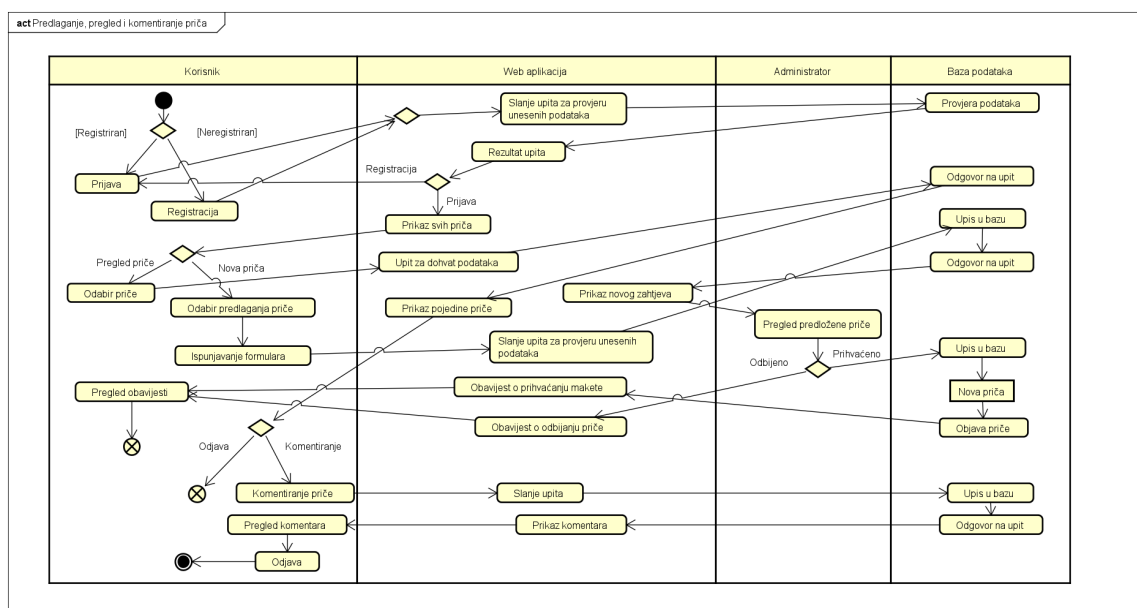 act Predlaganje, pregled i komentiranje priča
Korisnik
Web aplikacija
Administrator
Baza podataka
Slanje upita za provjeru
unesenih podataka
Provjera podataka
[Registriran]
[Neregistriran]
Rezultat upita
Registracija
Prijava
Odgovor na upit
Prijava
Registracija
Prikaz svih priča
Upis u bazu
Pregled priče
Nova priča
Upit za dohvat podataka
Odgovor na upit
Odabir priče
Prikaz novog zahtjeva
Odabir predlaganja priče
Prikaz pojedine priče
Pregled predložene priče
Slanje upita za provjeru unesenih
podataka
Ispunjavanje formulara
Odbijeno
Prihvaćeno
Upis u bazu
Pregled obavijesti
Obavijest o prihvaćanju makete
Nova priča
Obavijest o odbijanju priče
Objava priče
Odjava
Komentiranje
Komentiranje priče
Slanje upita
Upis u bazu
Pregled komentara
Prikaz komentara
Odgovor na upit
Odjava